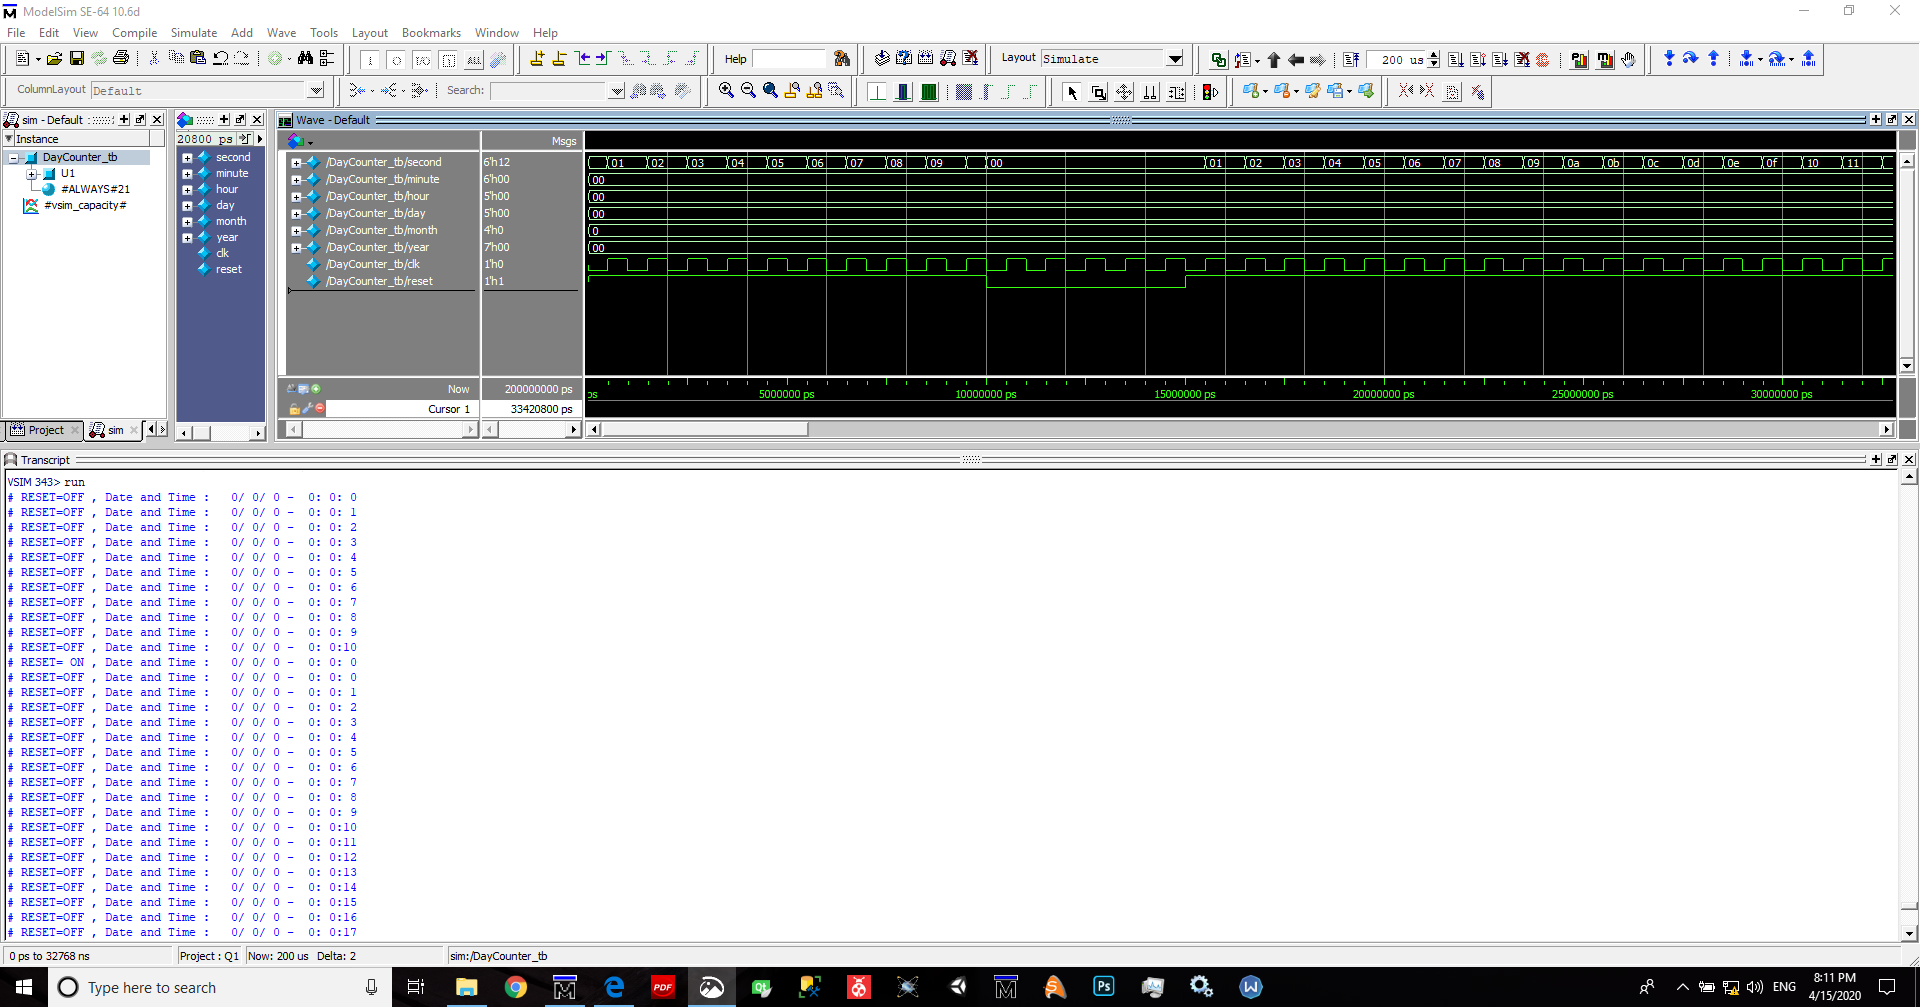 ModelSim SE-64 10.6d
File Edit View Compile Simulate Add Wave Tools Layout Bookmarks Window Help
Help Layout Simulate 200 us
ColumnLayout Default Search:
sim - Default
Instance
DayCounter_tb
U1
#ALWAYS#21
#vsim_capacity#
Project sim
20800 ps
second
minute
hour
day
month
year
clk
reset
Wave - Default
Msgs
/DayCounter_tb/second 6'h12 01 02 03 04 05 06 07 08 09 00 01 02 03 04 05 06 07 08 09 0a 0b 0c 0d 0e 0f 10 11
/DayCounter_tb/minute 6'h00 00
/DayCounter_tb/hour 5'h00 00
/DayCounter_tb/day 5'h00 00
/DayCounter_tb/month 4'h0 0
/DayCounter_tb/year 7'h00 00
/DayCounter_tb/clk 1'h0
/DayCounter_tb/reset 1'h1
Now 200000000 ps ps 5000000 ps 10000000 ps 15000000 ps 20000000 ps 25000000 ps 30000000 ps
Cursor 1 33420800 ps
Transcript
VSIM 343> run
# RESET=OFF , Date and Time : 0/ 0/ 0 - 0: 0: 0
# RESET=OFF , Date and Time : 0/ 0/ 0 - 0: 0: 1
# RESET=OFF , Date and Time : 0/ 0/ 0 - 0: 0: 2
# RESET=OFF , Date and Time : 0/ 0/ 0 - 0: 0: 3
# RESET=OFF , Date and Time : 0/ 0/ 0 - 0: 0: 4
# RESET=OFF , Date and Time : 0/ 0/ 0 - 0: 0: 5
# RESET=OFF , Date and Time : 0/ 0/ 0 - 0: 0: 6
# RESET=OFF , Date and Time : 0/ 0/ 0 - 0: 0: 7
# RESET=OFF , Date and Time : 0/ 0/ 0 - 0: 0: 8
# RESET=OFF , Date and Time : 0/ 0/ 0 - 0: 0: 9
# RESET=OFF , Date and Time : 0/ 0/ 0 - 0: 0:10
# RESET= ON , Date and Time : 0/ 0/ 0 - 0: 0: 0
# RESET=OFF , Date and Time : 0/ 0/ 0 - 0: 0: 0
# RESET=OFF , Date and Time : 0/ 0/ 0 - 0: 0: 1
# RESET=OFF , Date and Time : 0/ 0/ 0 - 0: 0: 2
# RESET=OFF , Date and Time : 0/ 0/ 0 - 0: 0: 3
# RESET=OFF , Date and Time : 0/ 0/ 0 - 0: 0: 4
# RESET=OFF , Date and Time : 0/ 0/ 0 - 0: 0: 5
# RESET=OFF , Date and Time : 0/ 0/ 0 - 0: 0: 6
# RESET=OFF , Date and Time : 0/ 0/ 0 - 0: 0: 7
# RESET=OFF , Date and Time : 0/ 0/ 0 - 0: 0: 8
# RESET=OFF , Date and Time : 0/ 0/ 0 - 0: 0: 9
# RESET=OFF , Date and Time : 0/ 0/ 0 - 0: 0:10
# RESET=OFF , Date and Time : 0/ 0/ 0 - 0: 0:11
# RESET=OFF , Date and Time : 0/ 0/ 0 - 0: 0:12
# RESET=OFF , Date and Time : 0/ 0/ 0 - 0: 0:13
# RESET=OFF , Date and Time : 0/ 0/ 0 - 0: 0:14
# RESET=OFF , Date and Time : 0/ 0/ 0 - 0: 0:15
# RESET=OFF , Date and Time : 0/ 0/ 0 - 0: 0:16
# RESET=OFF , Date and Time : 0/ 0/ 0 - 0: 0:17
0 ps to 32768 ns Project : Q1 Now: 200 us Delta: 2 sim:/DayCounter_tb
Type here to search PDF Qt Ps ENG 8:11 PM
4/15/2020